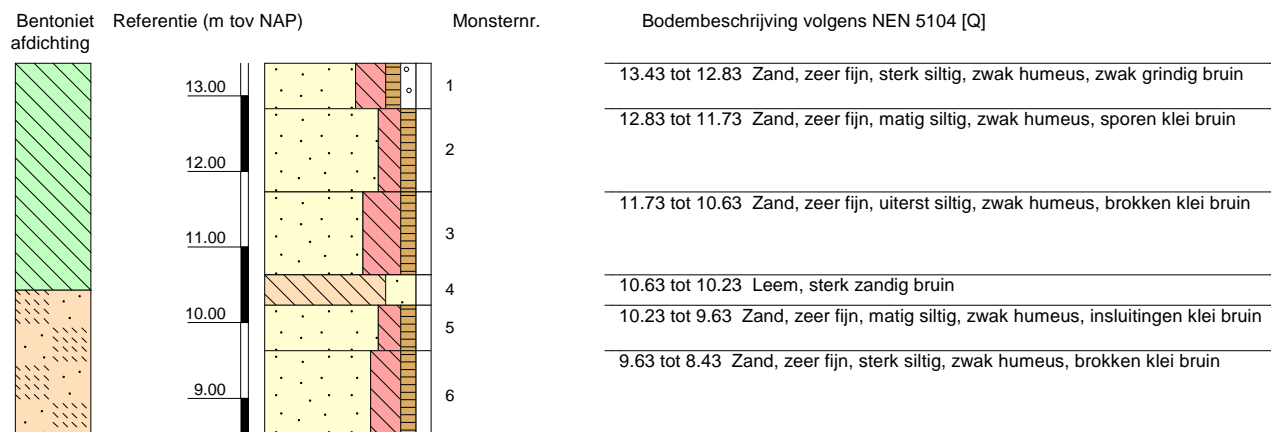 Bentoniet Referentie (m tov NAP) Monsternr. Bodembeschrijving volgens NEN 5104 [Q]
afdichting
13.43 tot 12.83 Zand, zeer fijn, sterk siltig, zwak humeus, zwak grindig bruin
13.00 1
12.83 tot 11.73 Zand, zeer fijn, matig siltig, zwak humeus, sporen klei bruin
2
12.00
11.73 tot 10.63 Zand, zeer fijn, uiterst siltig, zwak humeus, brokken klei bruin
3
11.00
10.63 tot 10.23 Leem, sterk zandig bruin
4
10.00
10.23 tot 9.63 Zand, zeer fijn, matig siltig, zwak humeus, insluitingen klei bruin
5
9.63 tot 8.43 Zand, zeer fijn, sterk siltig, zwak humeus, brokken klei bruin
9.00
6